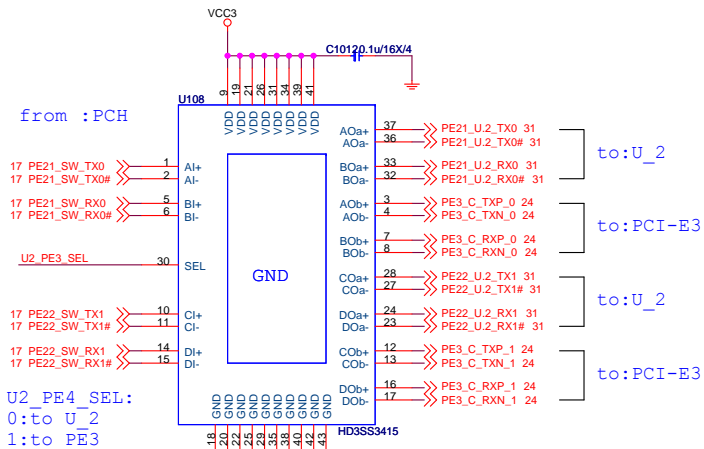 VCC3
C1012 0.1u/16X/4
9 19 21 26 31 34 39 41
U108
VDD VDD VDD VDD VDD VDD VDD VDD
from :PCH
17 PE21_SW_TX0 1 AI+
17 PE21_SW_TX0# 2 AI-
17 PE21_SW_RX0 5 BI+
17 PE21_SW_RX0# 6 BI-
U2_PE3_SEL 30 SEL
17 PE22_SW_TX1 10 CI+
17 PE22_SW_TX1# 11 CI-
17 PE22_SW_RX1 14 DI+
17 PE22_SW_RX1# 15 DI-
GND
AOa+ 37 PE21_U.2_TX0 31
AOa- 36 PE21_U.2_TX0# 31
BOa+ 33 PE21_U.2_RX0 31
BOa- 32 PE21_U.2_RX0# 31
to:U_2
AOb+ 3 PE3_C_TXP_0 24
AOb- 4 PE3_C_TXN_0 24
BOb+ 7 PE3_C_RXP_0 24
BOb- 8 PE3_C_RXN_0 24
to:PCI-E3
COa+ 28 PE22_U.2_TX1 31
COa- 27 PE22_U.2_TX1# 31
DOa+ 24 PE22_U.2_RX1 31
DOa- 23 PE22_U.2_RX1# 31
to:U_2
COb+ 12 PE3_C_TXP_1 24
COb- 13 PE3_C_TXN_1 24
DOb+ 16 PE3_C_RXP_1 24
DOb- 17 PE3_C_RXN_1 24
to:PCI-E3
U2_PE4_SEL:
0:to U_2
1:to PE3
GND GND GND GND GND GND GND GND GND GND
HD3SS3415
18 20 22 25 29 35 38 40 42 43